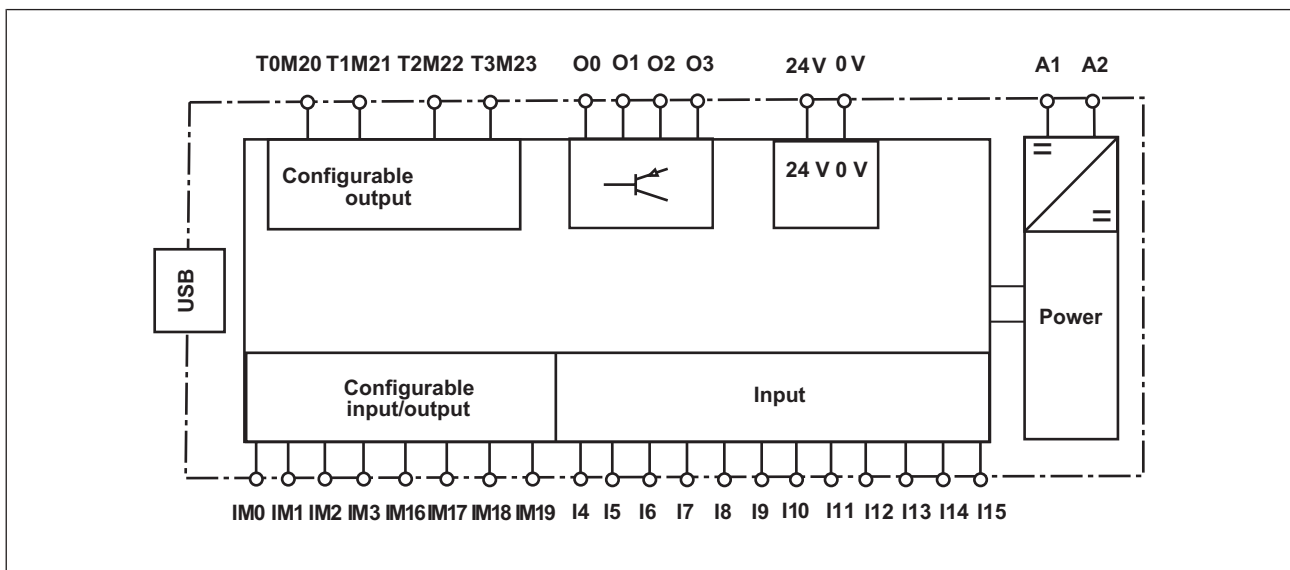 T0M20 T1M21 T2M22 T3M23 O0 O1 O2 O3 24 V 0 V A1 A2
Configurable output
24 V 0 V
USB
Power
Configurable input/output
Input
IM0 IM1 IM2 IM3 IM16 IM17 IM18 IM19 I4 I5 I6 I7 I8 I9 I10 I11 I12 I13 I14 I15